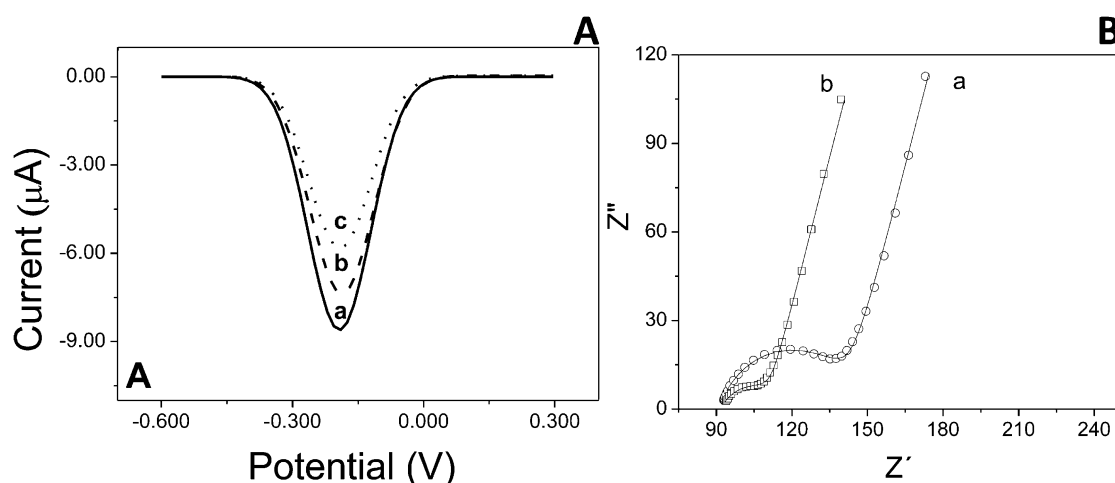 A
0.00
-3.00
-6.00
-9.00
Current (μA)
c
b
a
A
-0.600
-0.300
0.000
0.300
Potential (V)
B
120
90
60
30
0
Z"
b
a
90
120
150
180
210
240
Z´